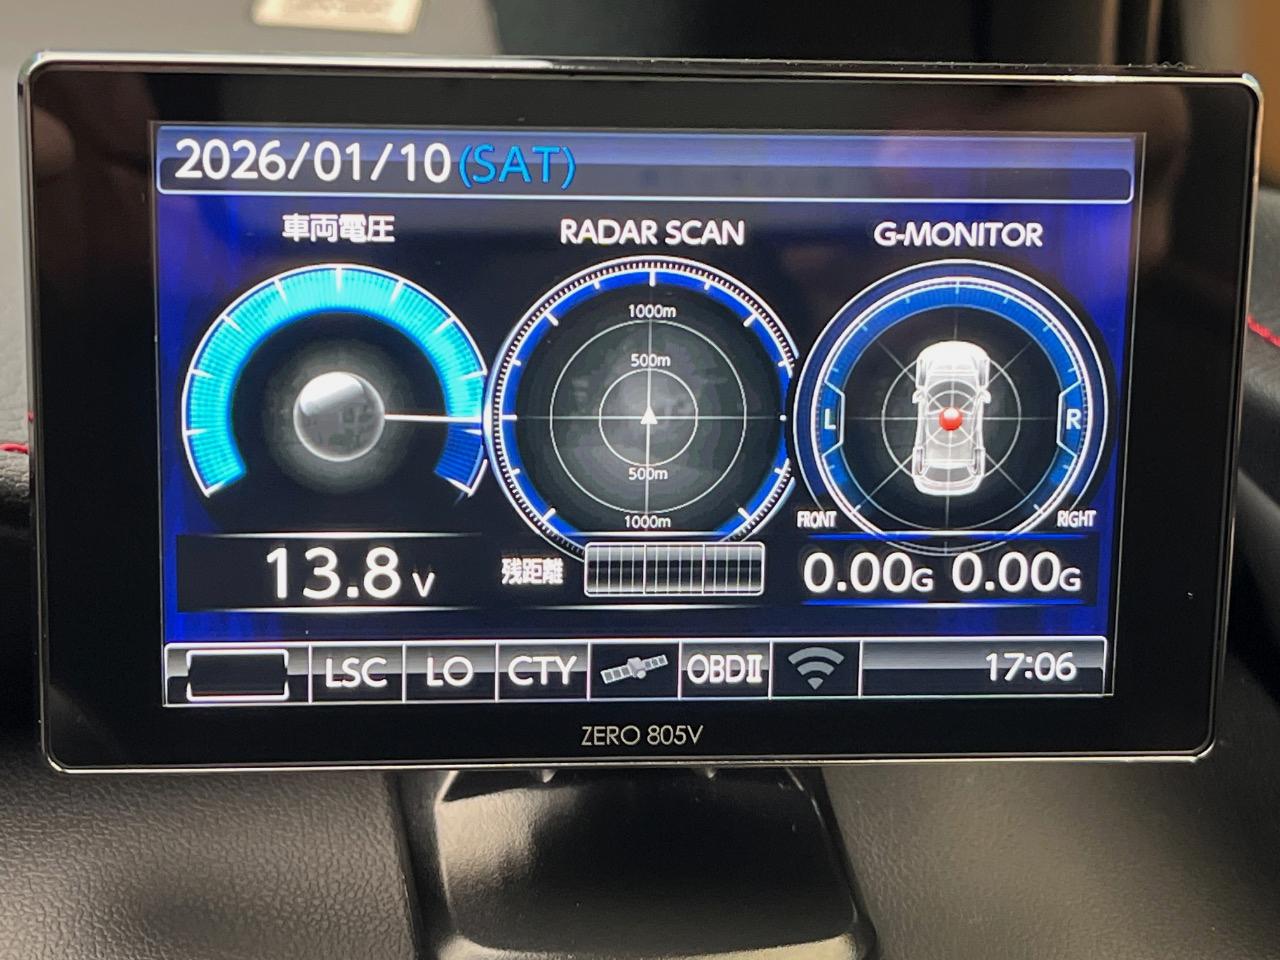 2026/01/10(SAT)
車両電圧
RADAR SCAN
G-MONITOR
1000m
500m
500m
1000m
L
R
FRONT
RIGHT
13.8V
残距離
0.00G 0.00G
LSC
LO
CTY
OBDⅡ
17:06
ZERO 805V